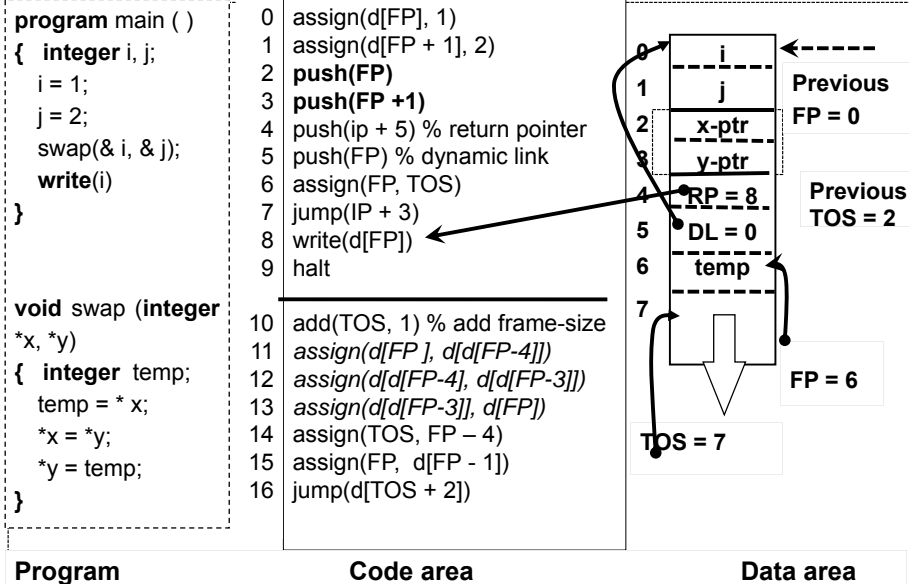 program main ( )
{ integer i, j;
i = 1;
j = 2;
swap(& i, & j);
write(i)
}
void swap (integer
*x, *y)
{ integer temp;
temp = * x;
*x = *y;
*y = temp;
}
Program
0 assign(d[FP], 1)
1 assign(d[FP + 1], 2)
2 push(FP)
3 push(FP +1)
4 push(ip + 5) % return pointer
5 push(FP) % dynamic link
6 assign(FP, TOS)
7 jump(IP + 3)
8 write(d[FP])
9 halt
10 add(TOS, 1) % add frame-size
11 assign(d[FP ], d[d[FP-4]])
12 assign(d[d[FP-4], d[d[FP-3]])
13 assign(d[d[FP-3]], d[FP])
14 assign(TOS, FP – 4)
15 assign(FP, d[FP - 1])
16 jump(d[TOS + 2])
Code area
0 i
1 j
2 x-ptr
3 y-ptr
4 RP = 8
5 DL = 0
6 temp
7
Previous
FP = 0
Previous
TOS = 2
FP = 6
TOS = 7
Data area